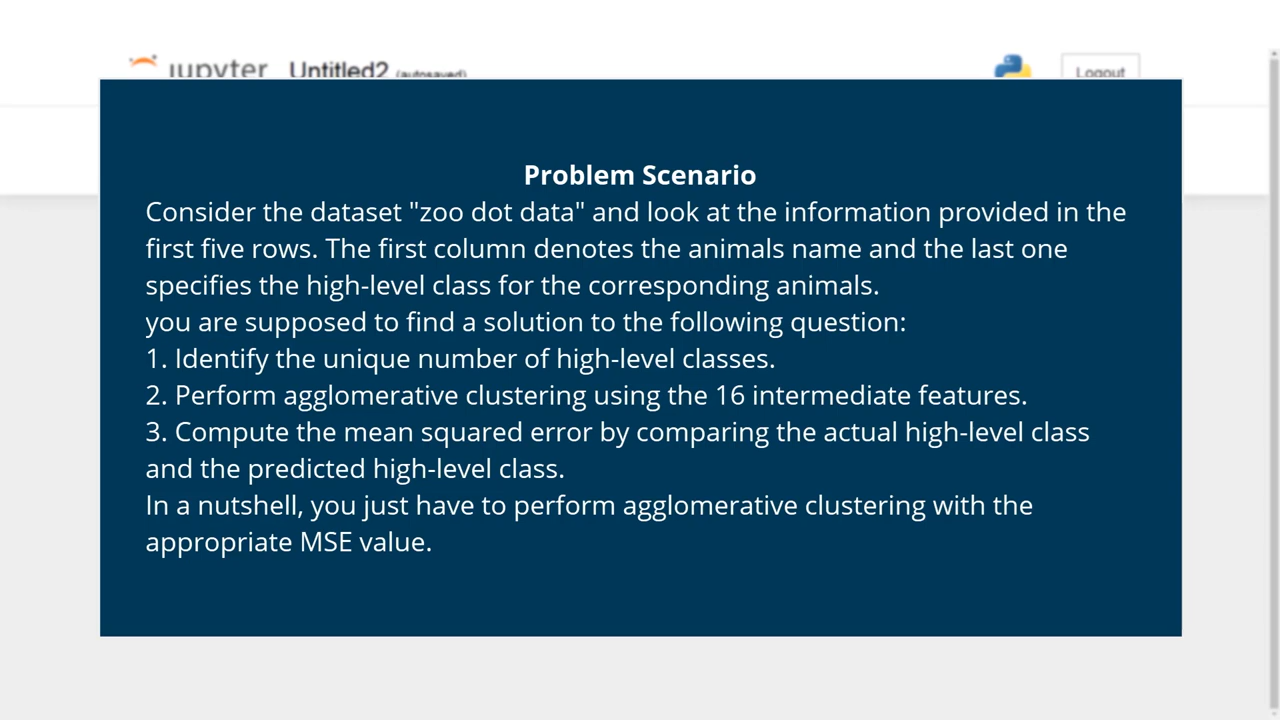 jupyter Untitled2 (autosaved) Logout
Problem Scenario
Consider the dataset "zoo dot data" and look at the information provided in the
first five rows. The first column denotes the animals name and the last one
specifies the high-level class for the corresponding animals.
you are supposed to find a solution to the following question:
1. Identify the unique number of high-level classes.
2. Perform agglomerative clustering using the 16 intermediate features.
3. Compute the mean squared error by comparing the actual high-level class
and the predicted high-level class.
In a nutshell, you just have to perform agglomerative clustering with the
appropriate MSE value.